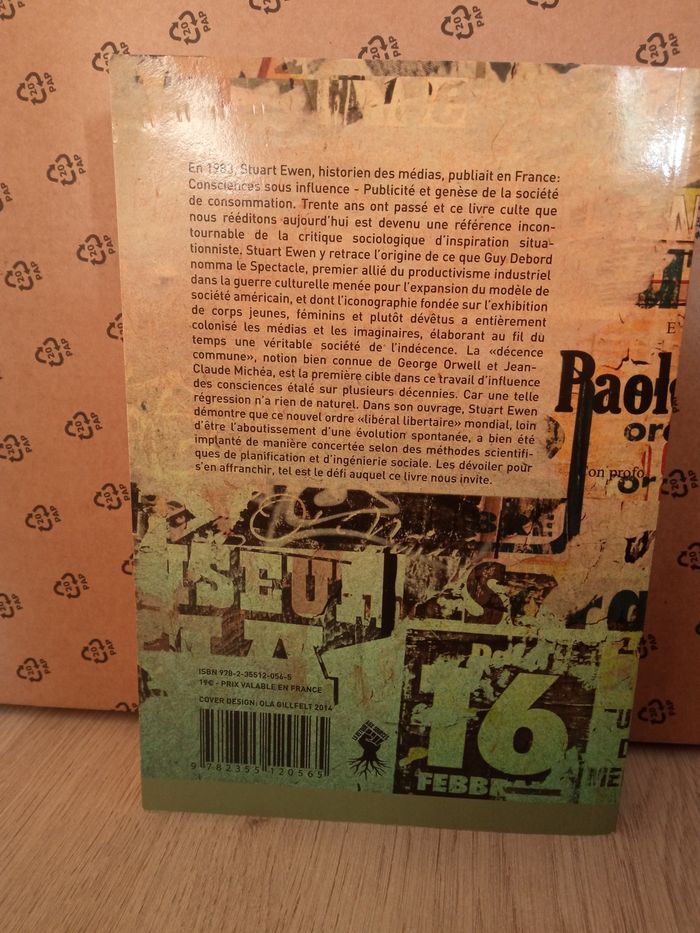 En 1983, Stuart Ewen, historien des médias, publiait en France:
Consciences sous influence - Publicité et genèse de la société
de consommation. Trente ans ont passé et ce livre culte que
nous rééditons aujourd'hui est devenu une référence incon-
tournable de la critique sociologique d'inspiration situa-
tionniste. Stuart Ewen y retrace l'origine de ce que Guy Debord
nomma le Spectacle, premier allié du productivisme industriel
dans la guerre culturelle menée pour l'expansion du modèle de
société américain, et dont l'iconographie fondée sur l'exhibition
de corps jeunes, féminins et plutôt dévêtus a entièrement
colonisé les médias et les imaginaires, élaborant au fil du
temps une véritable société de l'indécence. La «décence
commune», notion bien connue de George Orwell et Jean-
Claude Michéa, est la première cible dans ce travail d'influence
des consciences étalé sur plusieurs décennies. Car une telle
régression n'a rien de naturel. Dans son ouvrage, Stuart Ewen
démontre que ce nouvel ordre «libéral libertaire» mondial, loin
d'être l'aboutissement d'une évolution spontanée, a bien été
implanté de manière concertée selon des méthodes scientifi-
ques de planification et d'ingénierie sociale. Les dévoiler pour
s'en affranchir, tel est le défi auquel ce livre nous invite.
Paol
on profo
ISBN 978-2-35512-056-5
19€ - PRIX VALABLE EN FRANCE
COVER DESIGN: OLA GILLFELT 2014
9 782355 120565
16
FEBB
20
PAP